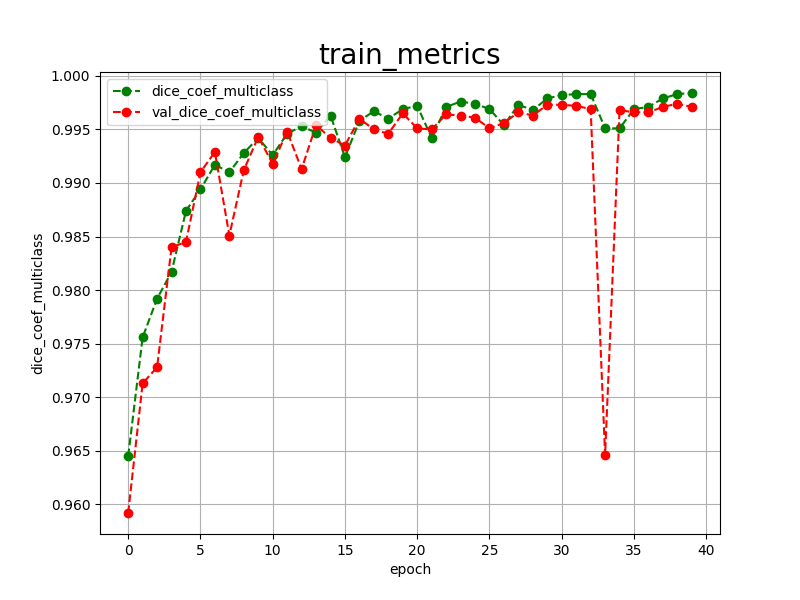 train_metrics
dice_coef_multiclass
val_dice_coef_multiclass
dice_coef_multiclass
1.000
0.995
0.990
0.985
0.980
0.975
0.970
0.965
0.960
0 5 10 15 20 25 30 35 40
epoch